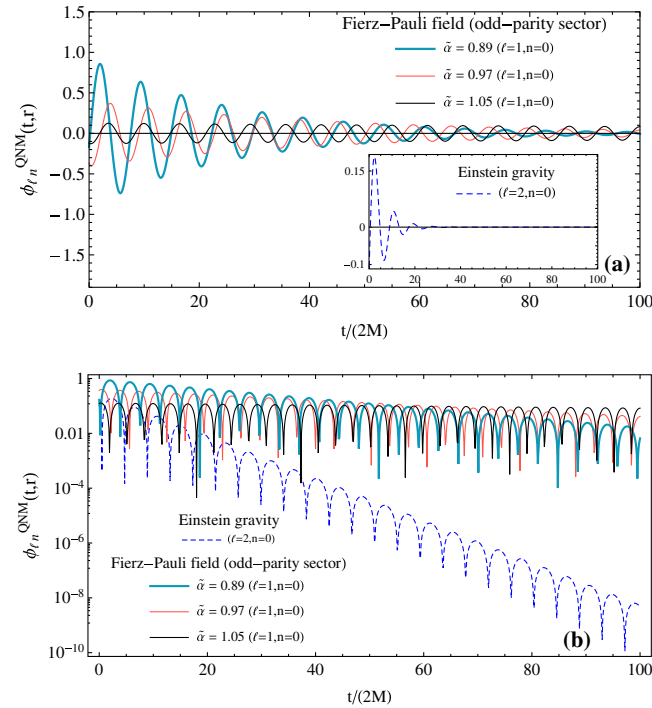 Fierz−Pauli field (odd−parity sector)
α̃ = 0.89 (ℓ=1,n=0)
α̃ = 0.97 (ℓ=1,n=0)
α̃ = 1.05 (ℓ=1,n=0)
1.5
1.0
0.5
0.0
−0.5
−1.0
−1.5
ϕℓn^QNM(t,r)
Einstein gravity
(ℓ=2,n=0)
0.15
0
−0.1
0 20 40 60 80 100
(a)
0 20 40 60 80 100
t/(2M)
1
0.01
10^−4
10^−6
10^−8
10^−10
ϕℓn^QNM(t,r)
Einstein gravity
(ℓ=2,n=0)
Fierz−Pauli field (odd−parity sector)
α̃ = 0.89 (ℓ=1,n=0)
α̃ = 0.97 (ℓ=1,n=0)
α̃ = 1.05 (ℓ=1,n=0)
(b)
0 20 40 60 80 100
t/(2M)